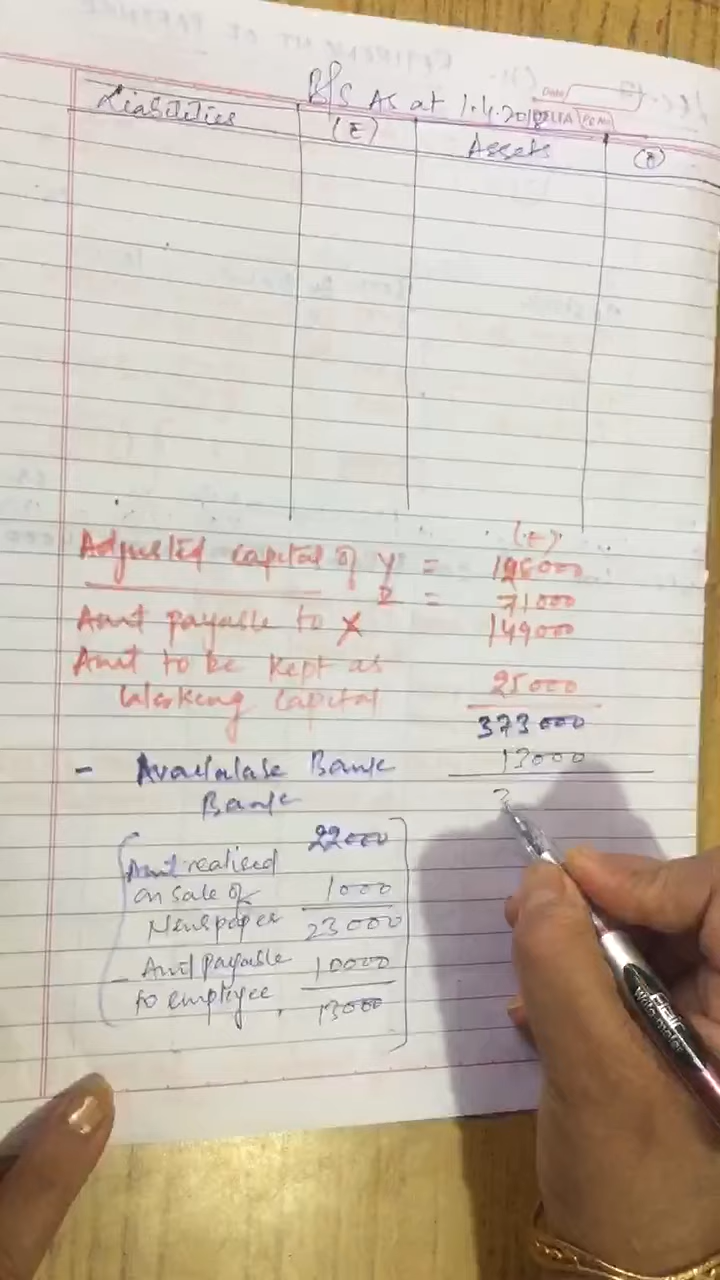 B/S As at 1.4.2018
Liabilities (₹) Assets (₹)
(₹)
Adjusted capital of Y = 126000
Z = 71000
Amt payable to X 149000
Amt to be kept as
Working capital 25000
373000
- Available Bank 13000
Bank 22000
3
Amt realised
on sale of 1000
Newspaper 23000
- Amt payable 10000
to employee. 13000